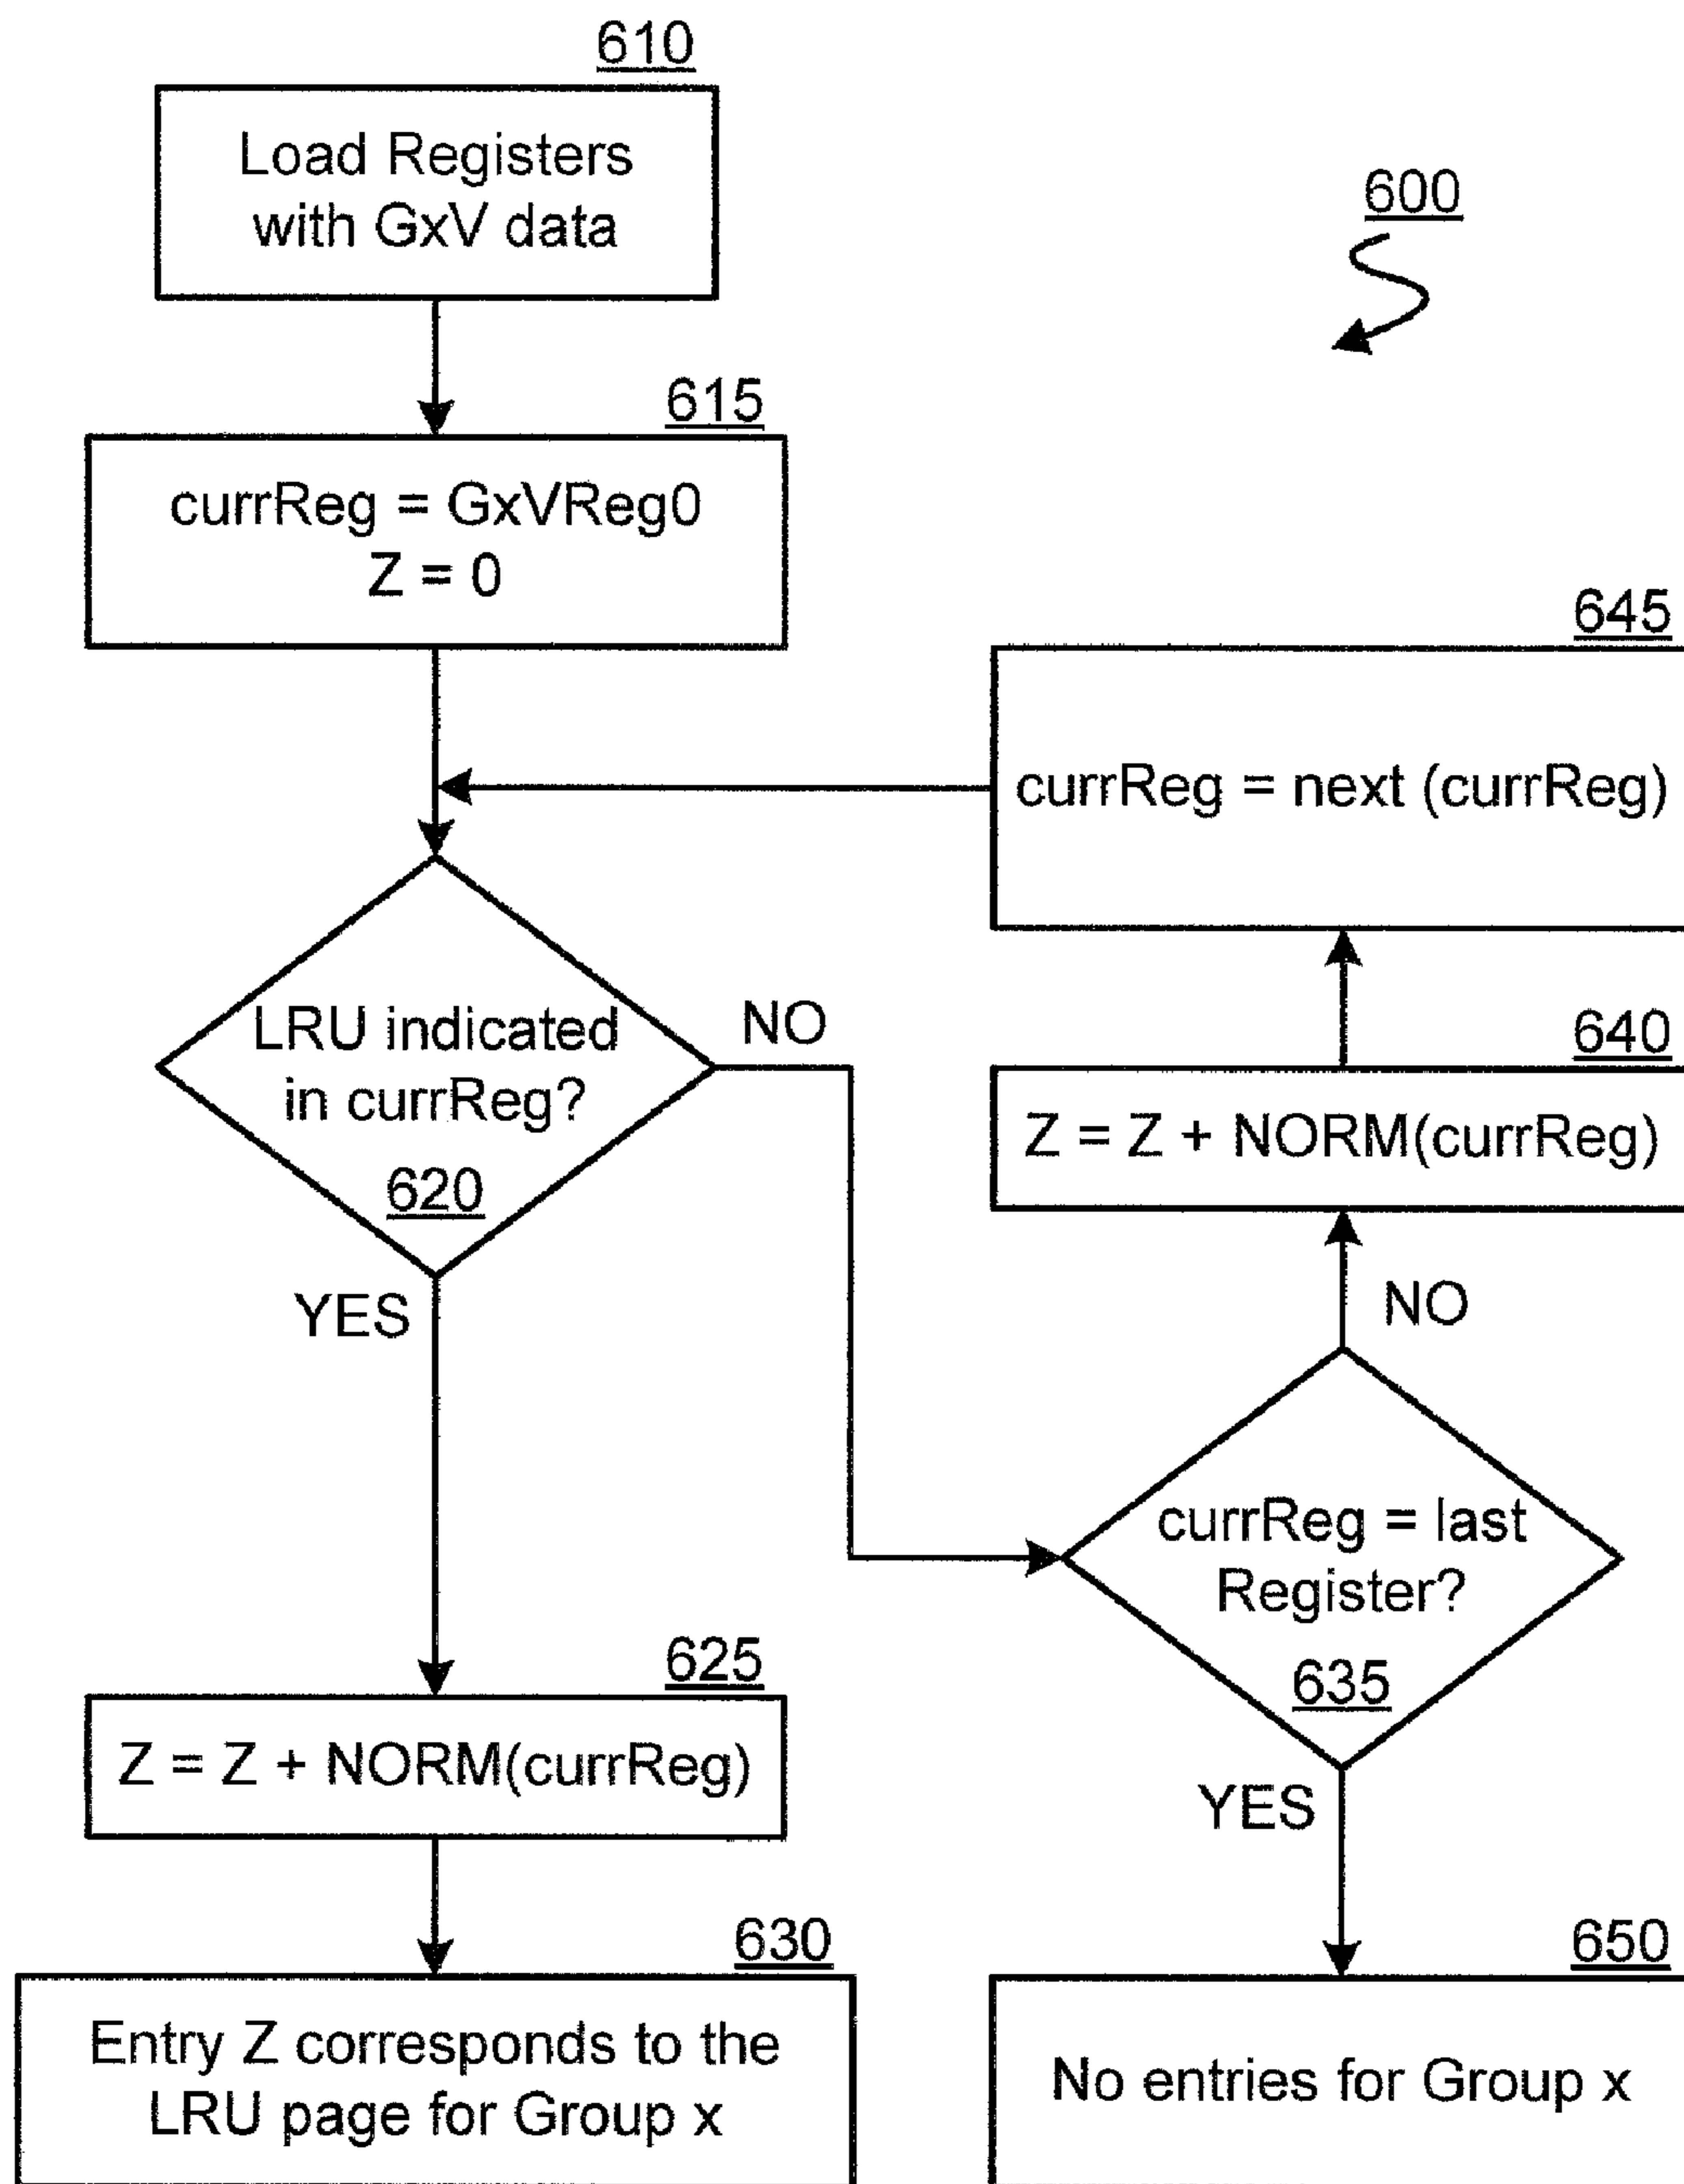 610
Load Registers
with GxV data
600
615
currReg = GxVReg0
Z = 0
645
currReg = next (currReg)
LRU indicated
in currReg?
620
NO
YES
640
Z = Z + NORM(currReg)
NO
currReg = last
Register?
635
YES
625
Z = Z + NORM(currReg)
630
Entry Z corresponds to the
LRU page for Group x
650
No entries for Group x